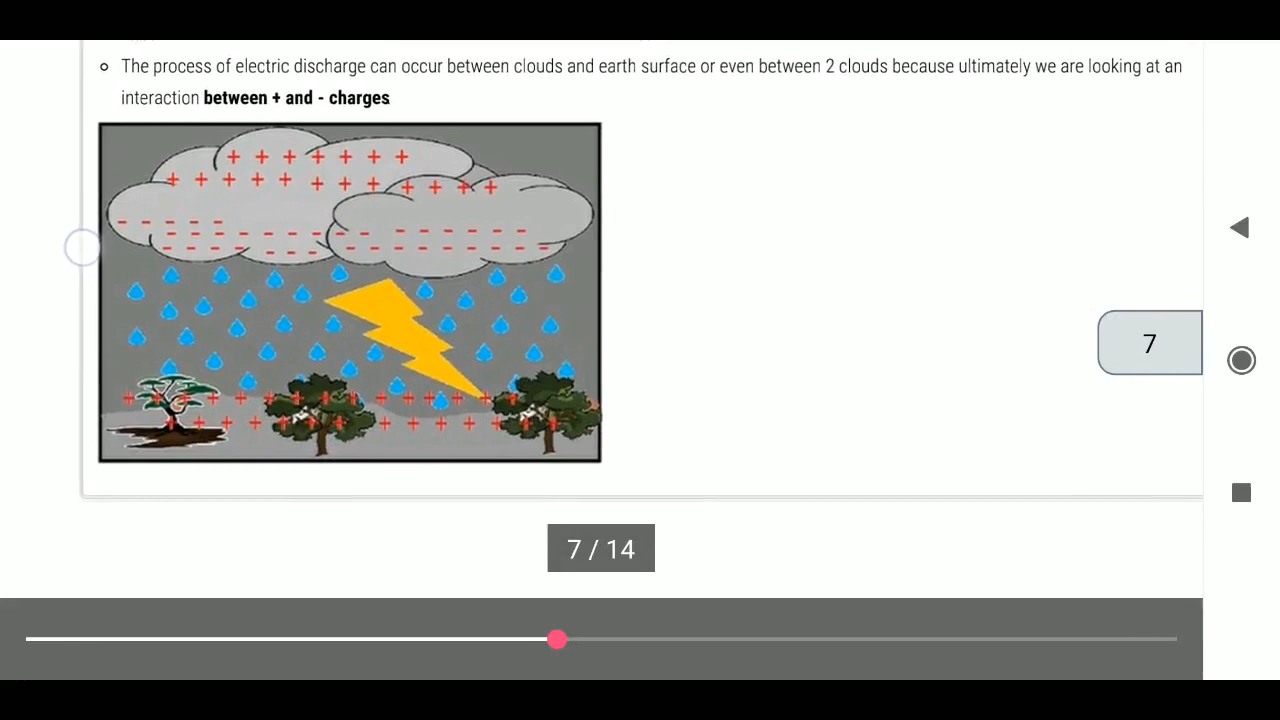 The process of electric discharge can occur between clouds and earth surface or even between 2 clouds because ultimately we are looking at an
interaction between + and - charges
7
7 / 14